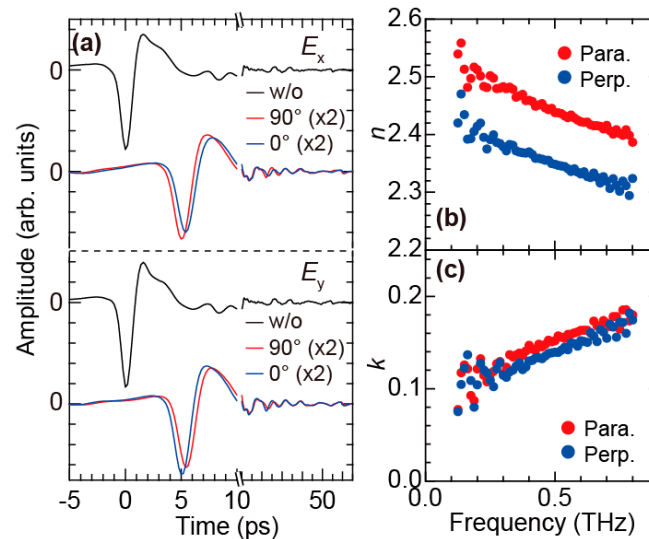 (a)
Eₓ
0
w/o
90° (x2)
0° (x2)
0
E_y
0
w/o
90° (x2)
0° (x2)
0
Amplitude (arb. units)
-5
0
5
10
50
Time (ps)
2.6
2.5
2.4
2.3
2.2
n
Para.
Perp.
(b)
(c)
0.2
0.1
0.0
k
Para.
Perp.
0.0
0.5
Frequency (THz)